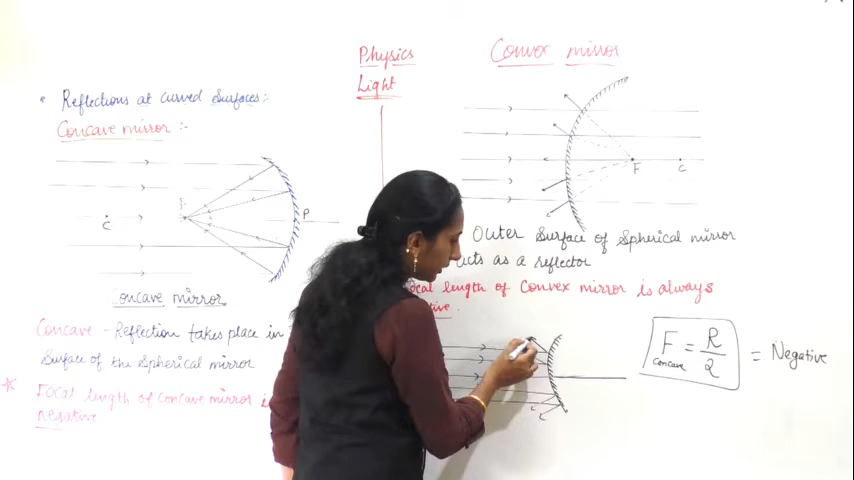 Physics
Light
Convex mirror
* Reflections at curved Surfaces:-
Concave mirror :-
F
C
P
Concave mirror
Concave - Reflection takes place in
Surface of the Spherical mirror
Focal length of concave mirror i
negative
F
C
Outer Surface of Spherical mirror
acts as a reflector
Focal length of Convex mirror is always
F concave = R/2 = Negative